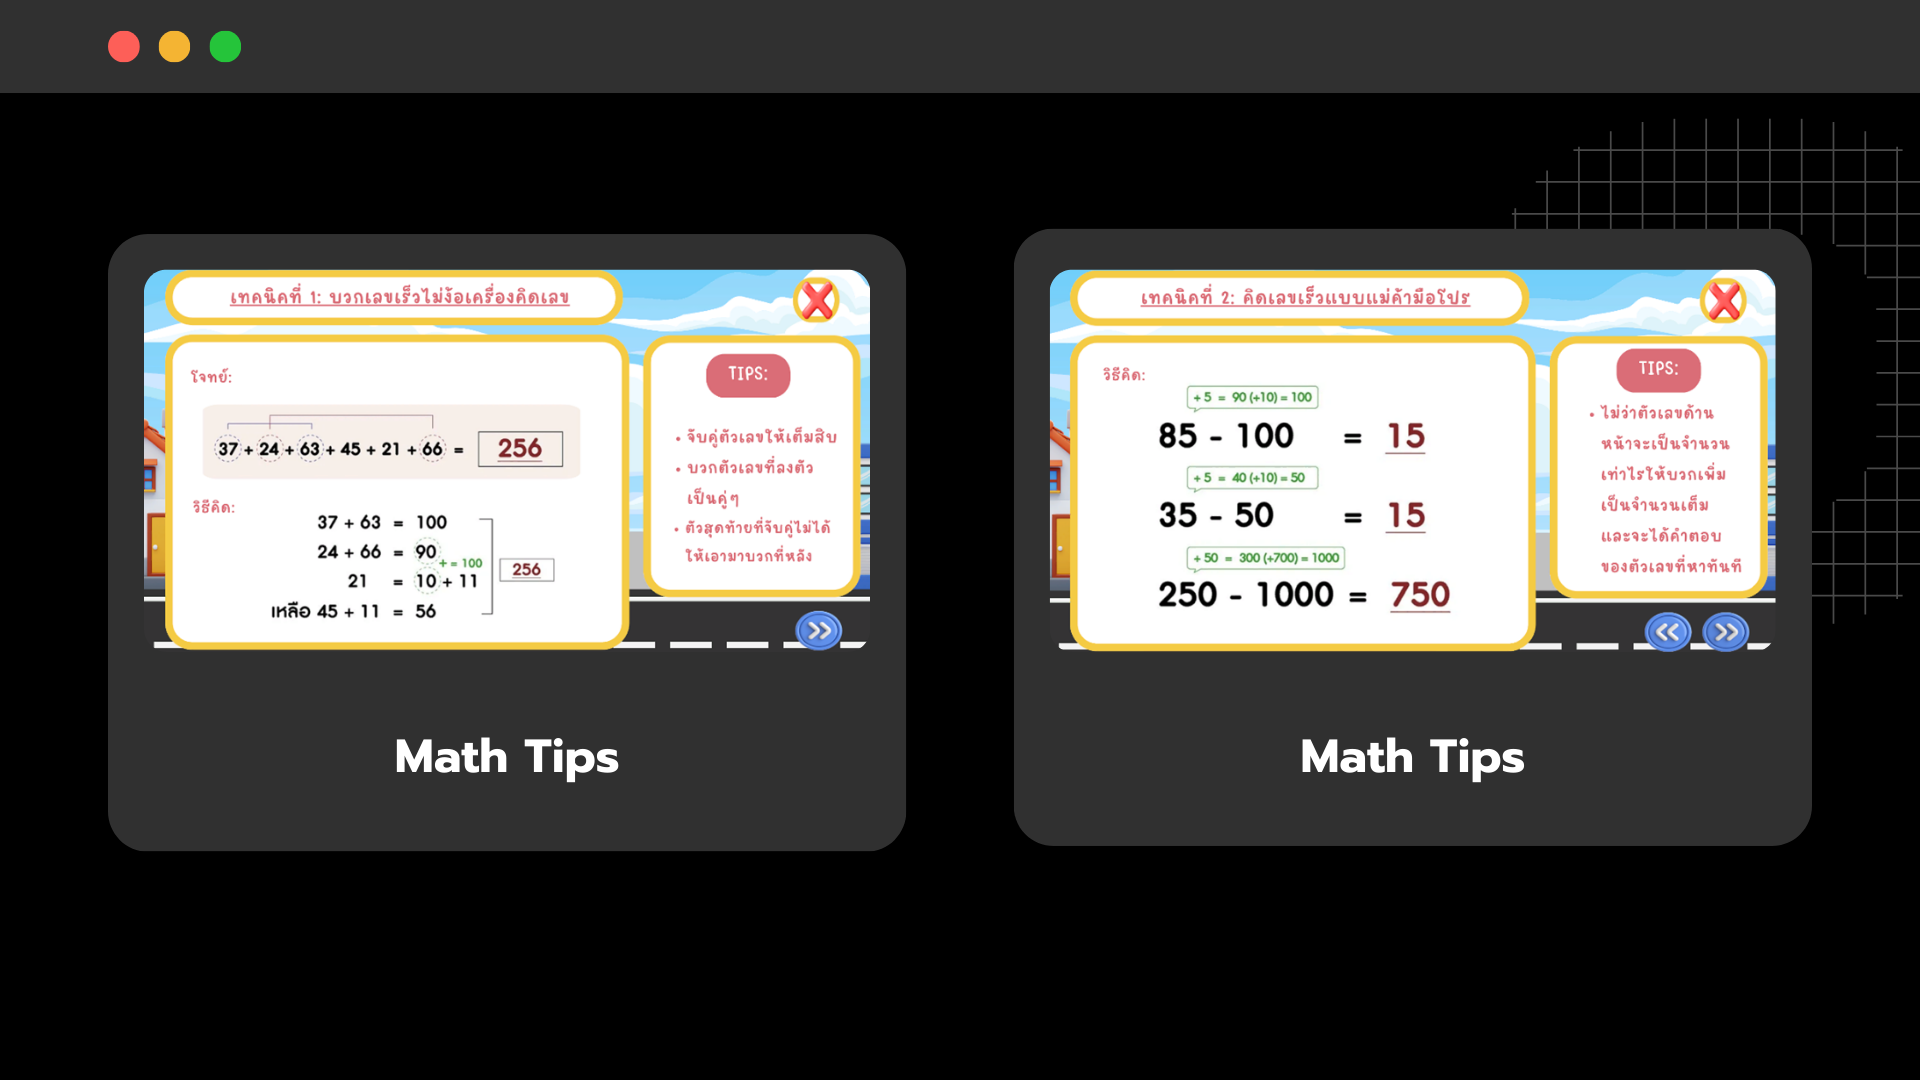 เทคนิคที่ 1: บวกเลขเร็วไม่ง้อเครื่องคิดเลข
โจทย์:
37 + 24 + 63 + 45 + 21 + 66 = 256
วิธีคิด:
37 + 63 = 100
24 + 66 = 90
+ = 100
21 = 10 + 11
256
เหลือ 45 + 11 = 56
TIPS:
• จับคู่ตัวเลขให้เต็มสิบ
• บวกตัวเลขที่ลงตัว
เป็นคู่ๆ
• ตัวสุดท้ายที่จับคู่ไม่ได้
ให้เอามาบวกที่หลัง
Math Tips
เทคนิคที่ 2: คิดเลขเร็วแบบแม่ค้ามือโปร
วิธีคิด:
+ 5 = 90 (+10) = 100
85 - 100 = 15
+ 5 = 40 (+10) = 50
35 - 50 = 15
+ 50 = 300 (+700) = 1000
250 - 1000 = 750
TIPS:
• ไม่ว่าตัวเลขด้าน
หน้าจะเป็นจำนวน
เท่าไรให้บวกเพิ่ม
เป็นจำนวนเต็ม
และจะได้คำตอบ
ของตัวเลขที่หาทันที
Math Tips